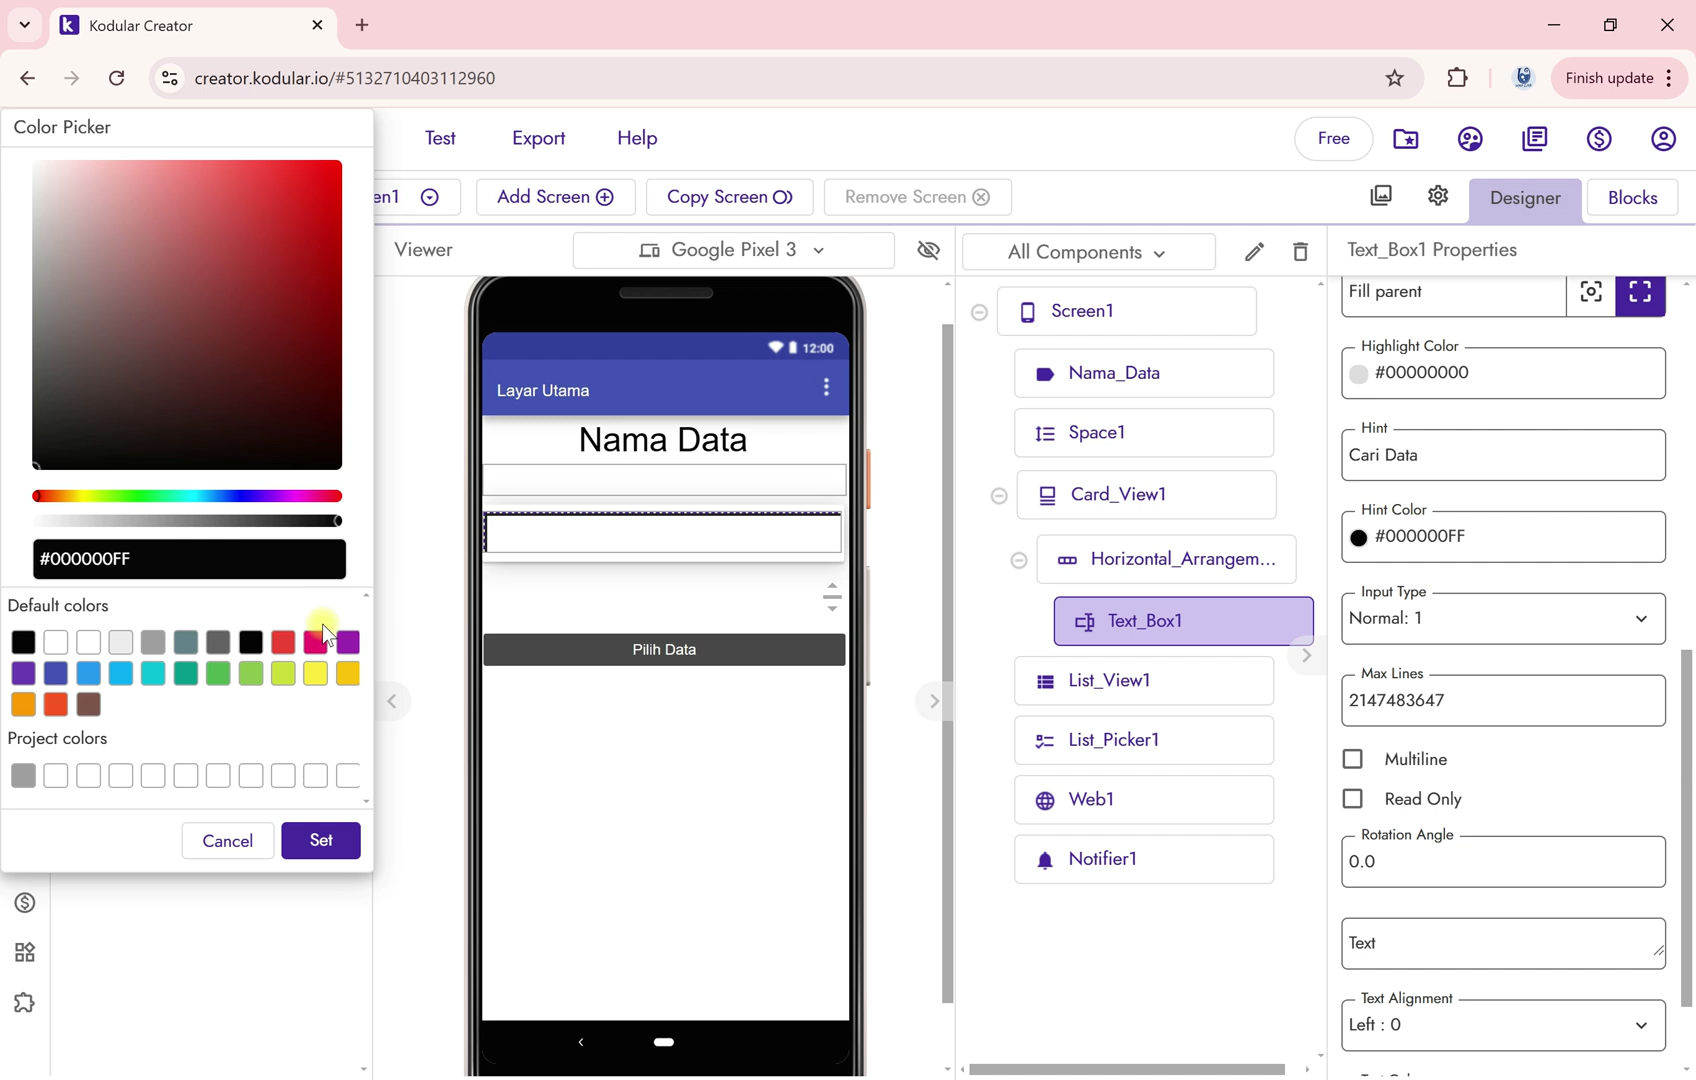 Kodular Creator
creator.kodular.io/#5132710403112960
Finish update
Color Picker
Test
Export
Help
Free
en1
Add Screen
Copy Screen
Remove Screen
Designer
Blocks
Viewer
Google Pixel 3
All Components
Text_Box1 Properties
#000000FF
Default colors
Project colors
Cancel
Set
12:00
Layar Utama
Nama Data
Pilih Data
Screen1
Nama_Data
Space1
Card_View1
Horizontal_Arrangem...
Text_Box1
List_View1
List_Picker1
Web1
Notifier1
Fill parent
Highlight Color
#00000000
Hint
Cari Data
Hint Color
#000000FF
Input Type
Normal: 1
Max Lines
2147483647
Multiline
Read Only
Rotation Angle
0.0
Text
Text Alignment
Left : 0